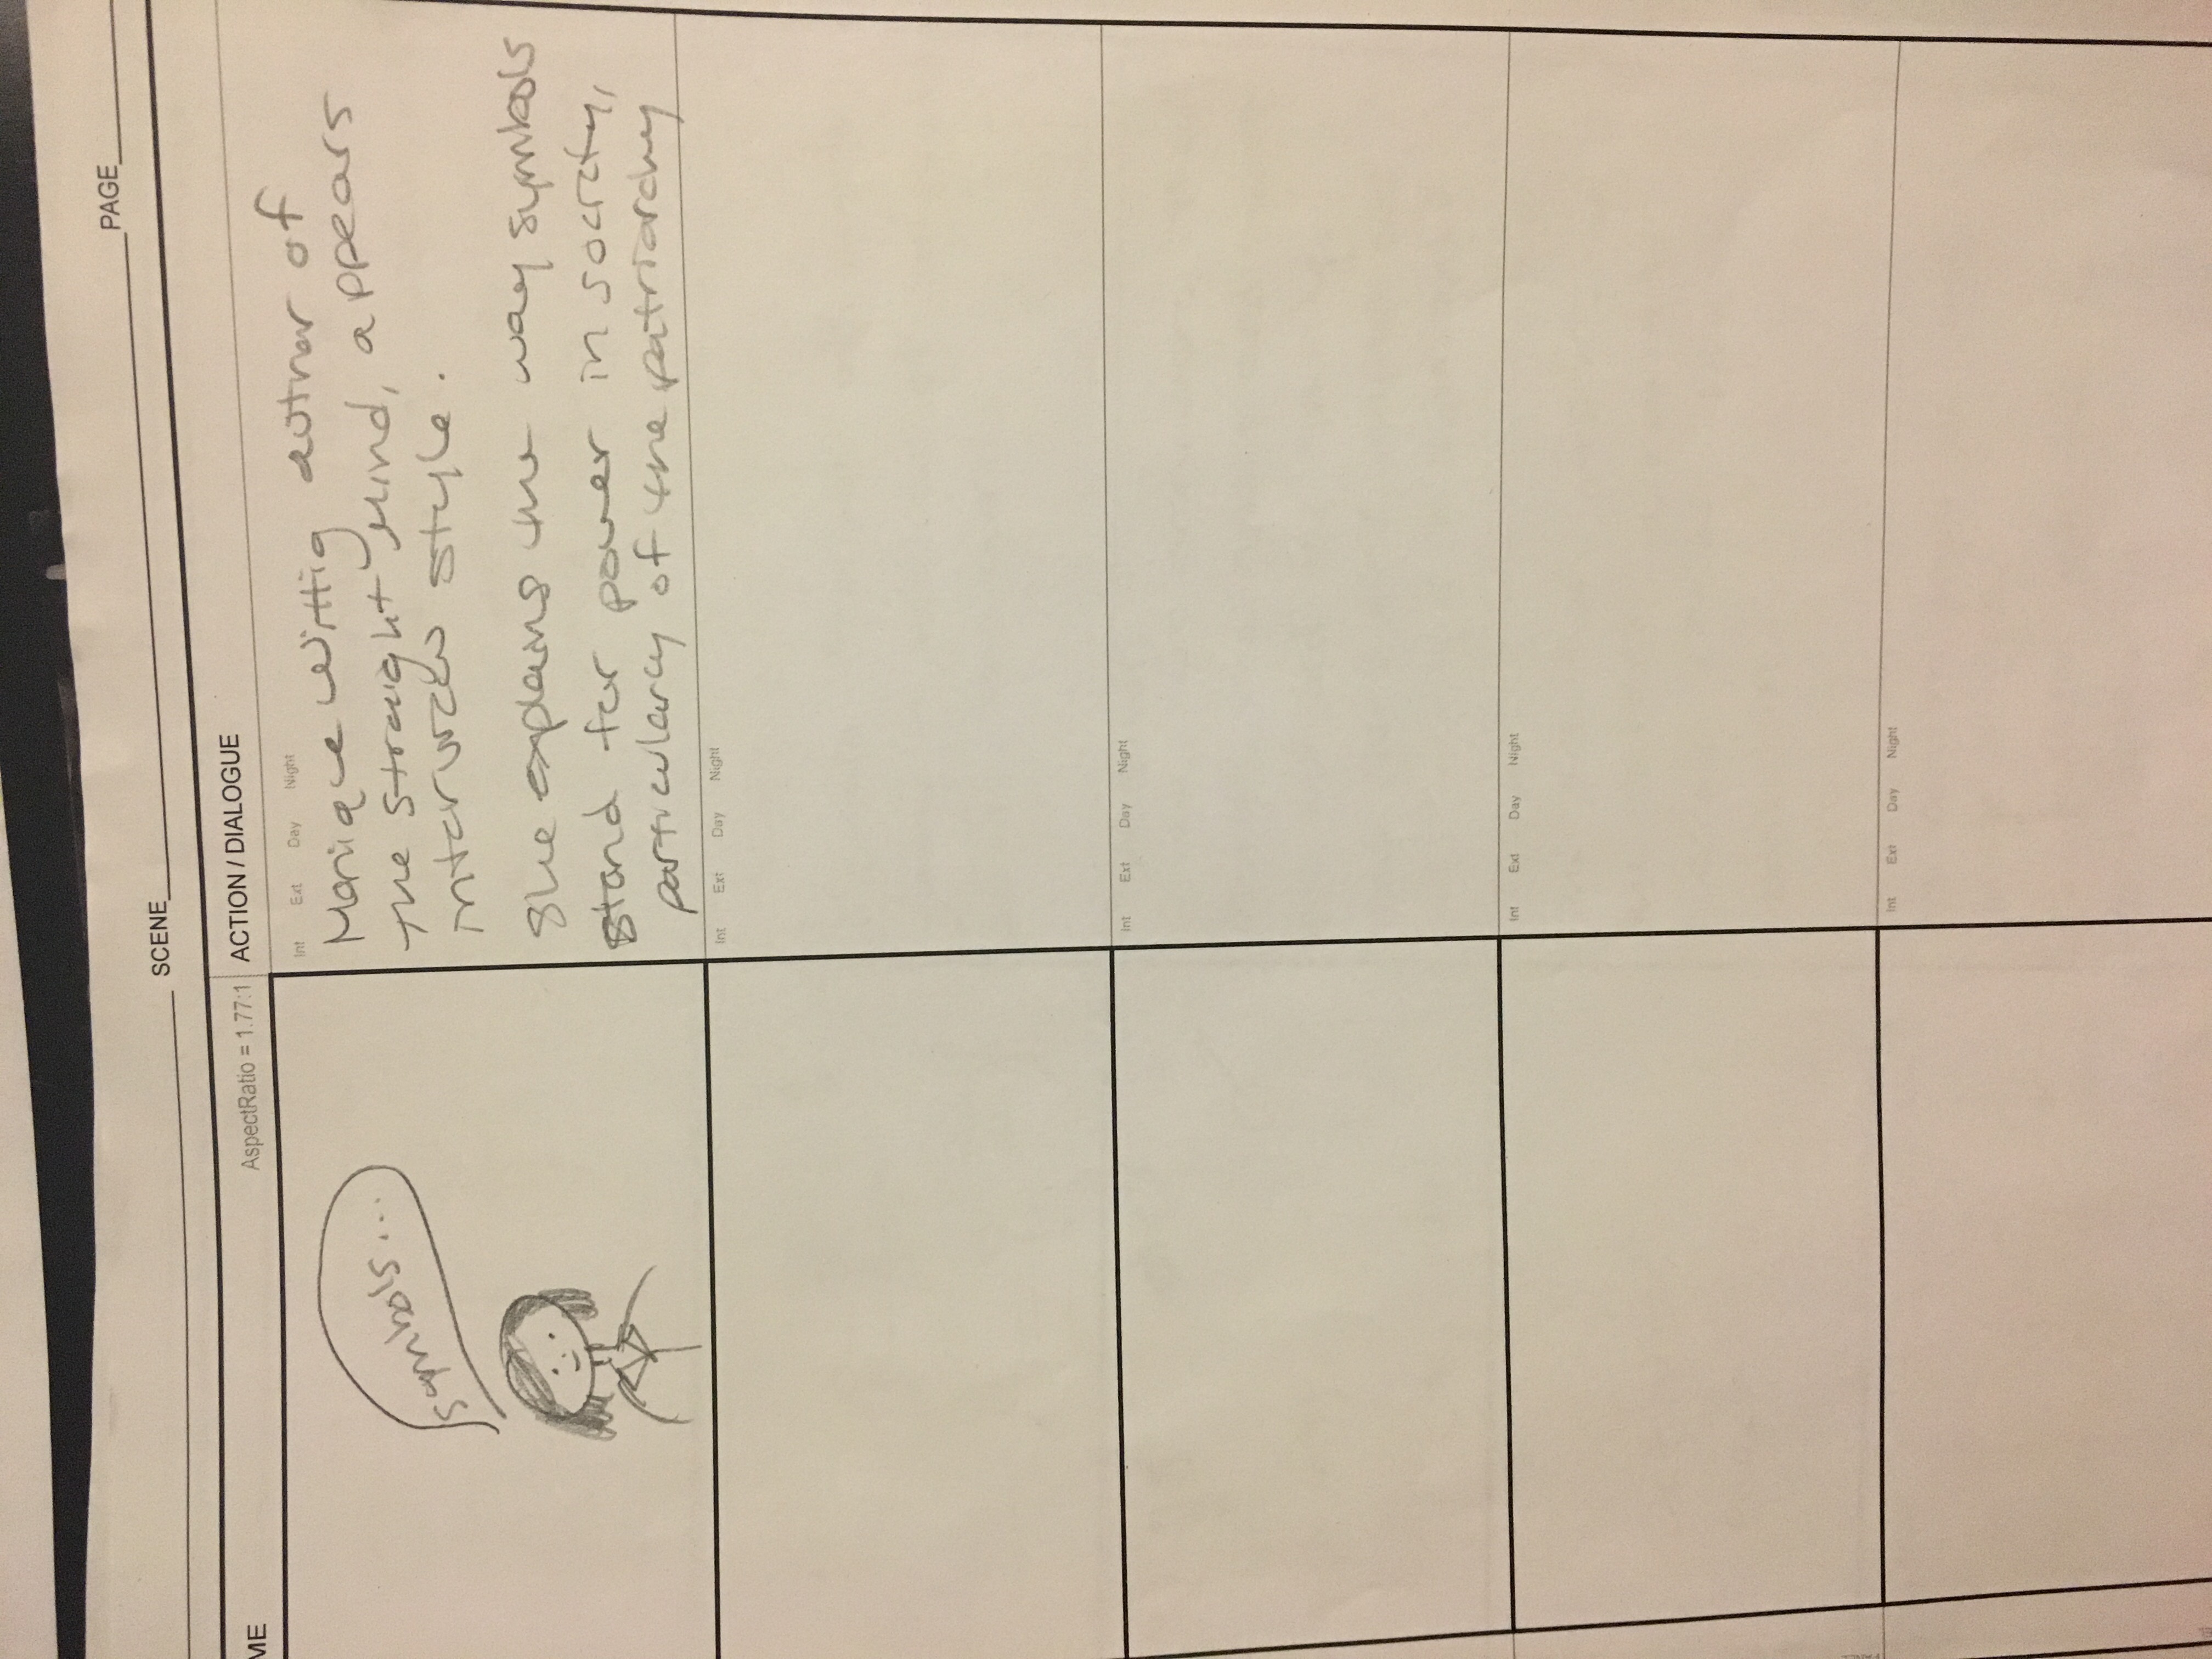 PAGE
SCENE
ME AspectRatio = 1.77:1 ACTION / DIALOGUE
Int Ext Day Night
symbols...
Monique Wittig author of
The Straight Mind, appears
interview style.
She explains the way symbols
stand for power in society,
particularly of the patriarchy
Int Ext Day Night
Int Ext Day Night
Int Ext Day Night
Int Ext Day Night